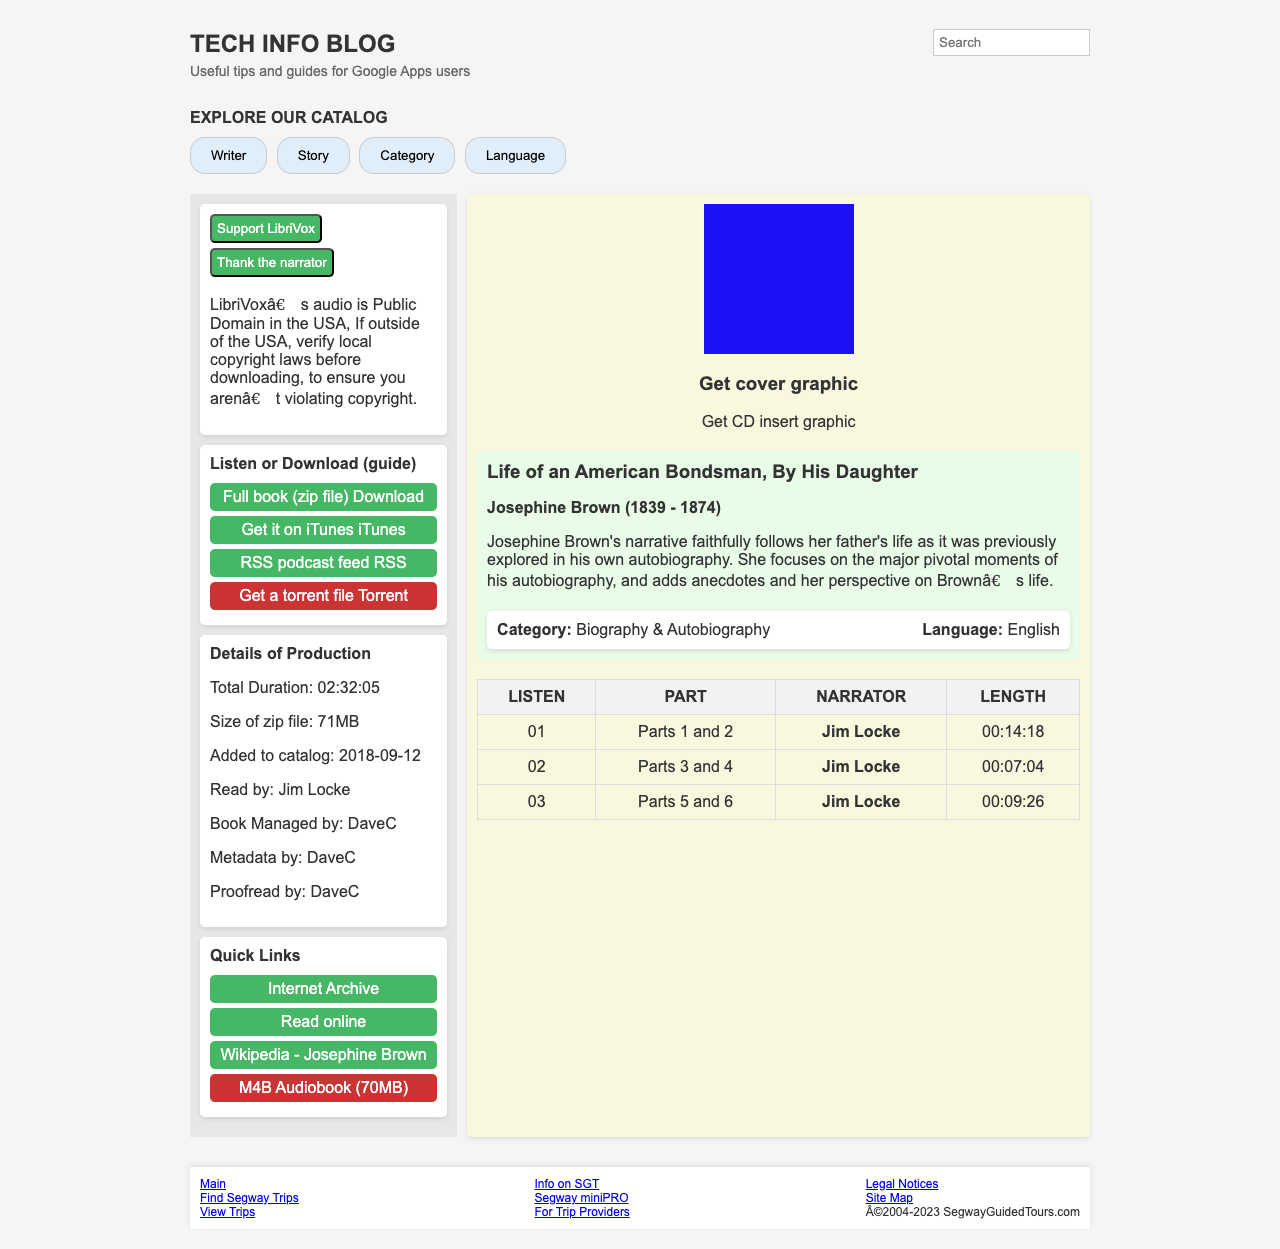 TECH INFO BLOG
Search
Useful tips and guides for Google Apps users
EXPLORE OUR CATALOG
Writer Story Category Language
Support LibriVox
Thank the narrator
LibriVoxâ€ s audio is Public
Domain in the USA, If outside
of the USA, verify local
copyright laws before
downloading, to ensure you
arenâ€ t violating copyright.
Listen or Download (guide)
Full book (zip file) Download
Get it on iTunes iTunes
RSS podcast feed RSS
Get a torrent file Torrent
Details of Production
Total Duration: 02:32:05
Size of zip file: 71MB
Added to catalog: 2018-09-12
Read by: Jim Locke
Book Managed by: DaveC
Metadata by: DaveC
Proofread by: DaveC
Quick Links
Internet Archive
Read online
Wikipedia - Josephine Brown
M4B Audiobook (70MB)
Get cover graphic
Get CD insert graphic
Life of an American Bondsman, By His Daughter
Josephine Brown (1839 - 1874)
Josephine Brown's narrative faithfully follows her father's life as it was previously
explored in his own autobiography. She focuses on the major pivotal moments of
his autobiography, and adds anecdotes and her perspective on Brownâ€ s life.
Category: Biography & Autobiography Language: English
LISTEN PART NARRATOR LENGTH
01 Parts 1 and 2 Jim Locke 00:14:18
02 Parts 3 and 4 Jim Locke 00:07:04
03 Parts 5 and 6 Jim Locke 00:09:26
Main
Find Segway Trips
View Trips
Info on SGT
Segway miniPRO
For Trip Providers
Legal Notices
Site Map
Â©2004-2023 SegwayGuidedTours.com